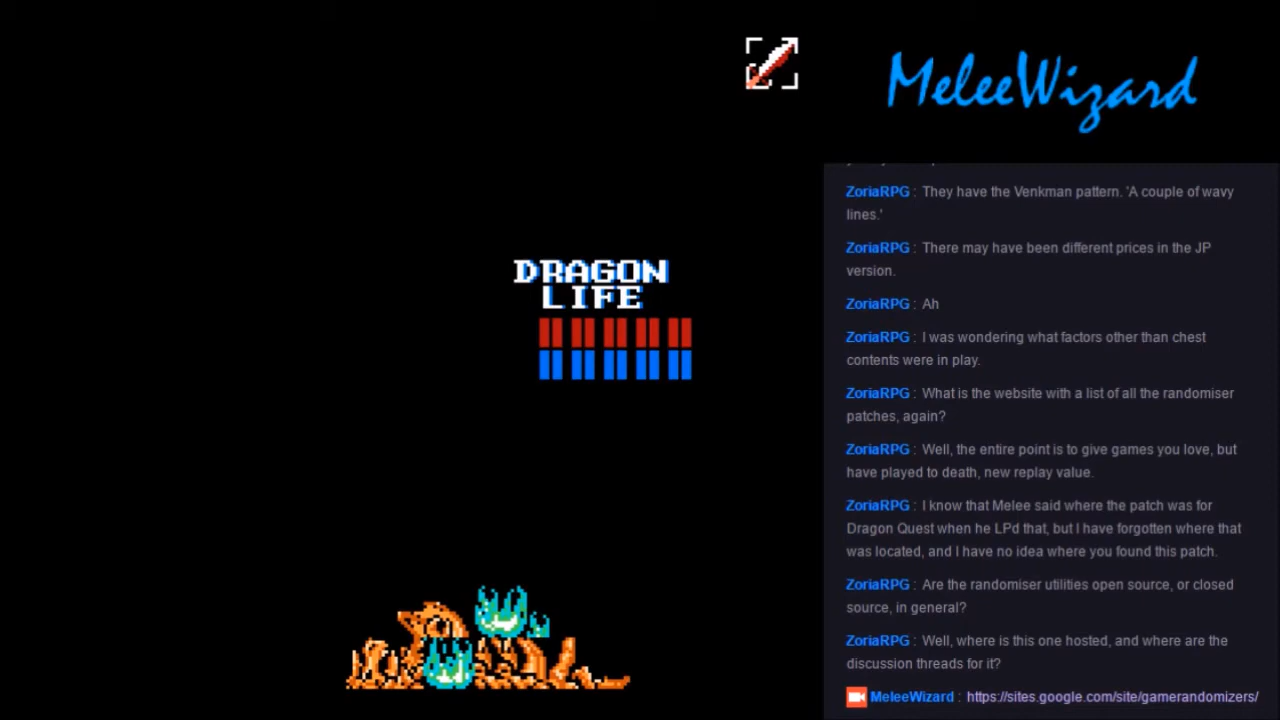 MeleeWizard
ZoriaRPG : They have the Venkman pattern. 'A couple of wavy
lines.'
ZoriaRPG : There may have been different prices in the JP
version.
ZoriaRPG : Ah
ZoriaRPG : I was wondering what factors other than chest
contents were in play.
ZoriaRPG : What is the website with a list of all the randomiser
patches, again?
ZoriaRPG : Well, the entire point is to give games you love, but
have played to death, new replay value.
ZoriaRPG : I know that Melee said where the patch was for
Dragon Quest when he LPd that, but I have forgotten where that
was located, and I have no idea where you found this patch.
ZoriaRPG : Are the randomiser utilities open source, or closed
source, in general?
ZoriaRPG : Well, where is this one hosted, and where are the
discussion threads for it?
MeleeWizard : https://sites.google.com/site/gamerandomizers/
DRAGON
LIFE